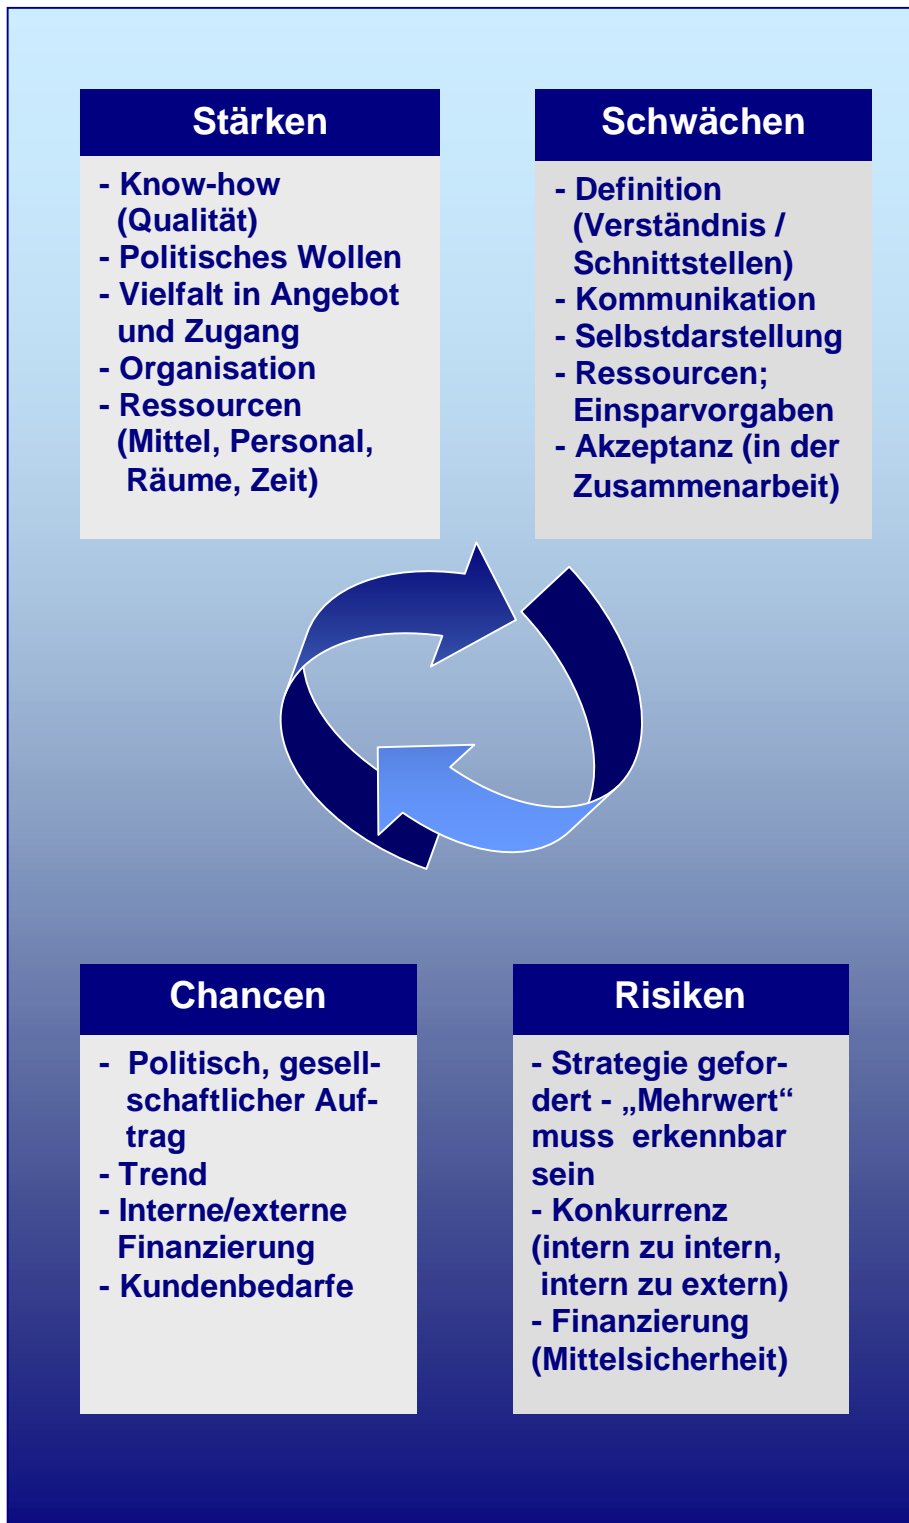 Stärken
- Know-how
(Qualität)
- Politisches Wollen
- Vielfalt in Angebot
und Zugang
- Organisation
- Ressourcen
(Mittel, Personal,
Räume, Zeit)
Schwächen
- Definition
(Verständnis /
Schnittstellen)
- Kommunikation
- Selbstdarstellung
- Ressourcen;
Einsparvorgaben
- Akzeptanz (in der
Zusammenarbeit)
Chancen
- Politisch, gesell-
schaftlicher Auf-
trag
- Trend
- Interne/externe
Finanzierung
- Kundenbedarfe
Risiken
- Strategie gefor-
dert - „Mehrwert“
muss erkennbar
sein
- Konkurrenz
(intern zu intern,
intern zu extern)
- Finanzierung
(Mittelsicherheit)